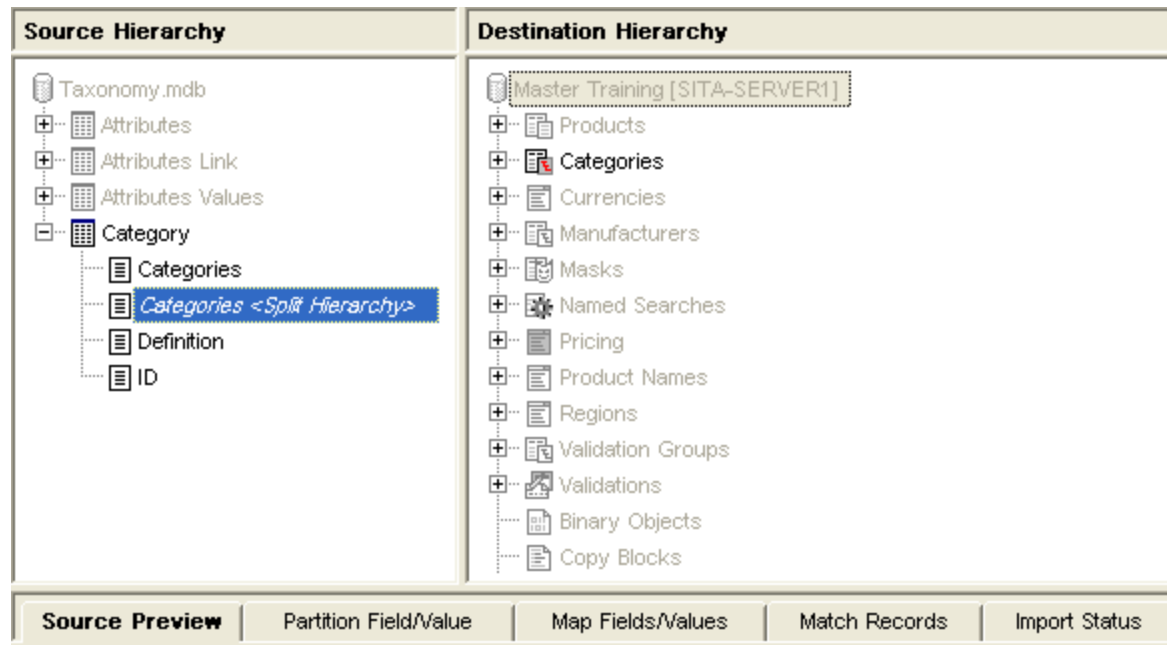 Source Hierarchy
Taxonomy.mdb
Attributes
Attributes Link
Attributes Values
Category
Categories
Categories <Split Hierarchy>
Definition
ID
Destination Hierarchy
Master Training [SITA-SERVER1]
Products
Categories
Currencies
Manufacturers
Masks
Named Searches
Pricing
Product Names
Regions
Validation Groups
Validations
Binary Objects
Copy Blocks
Source Preview Partition Field/Value Map Fields/Values Match Records Import Status